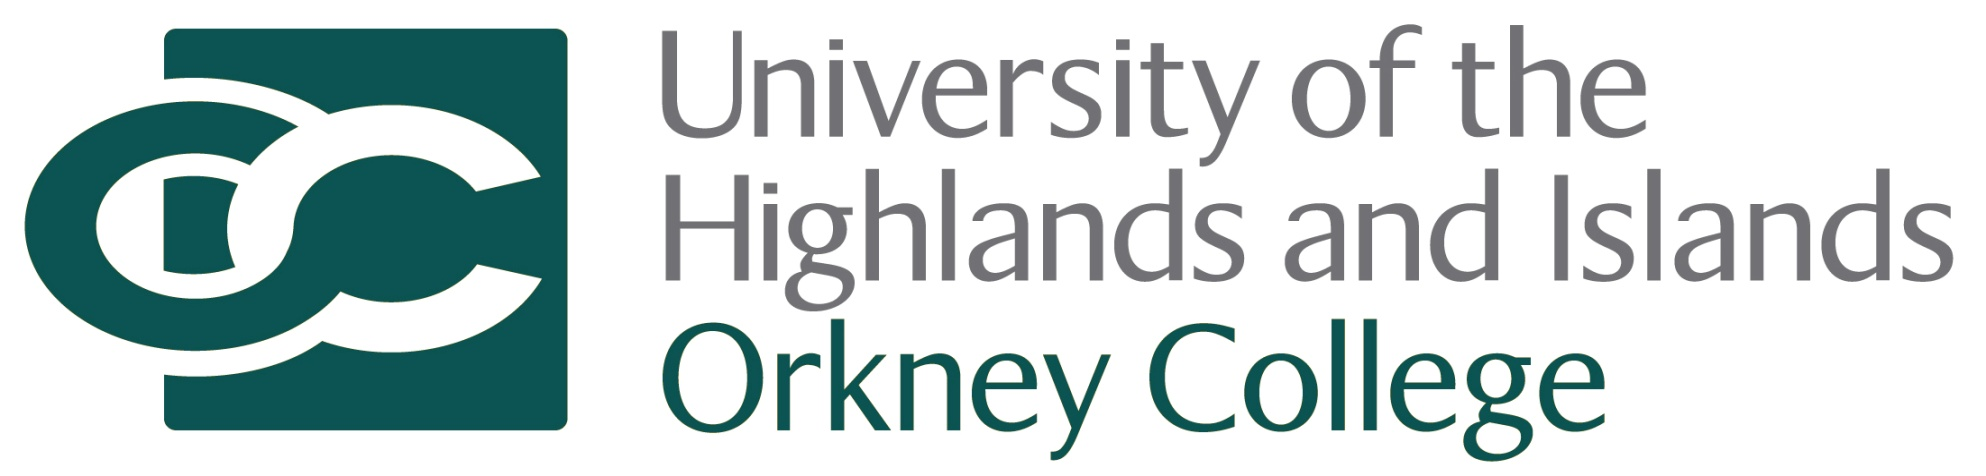 University of the
Highlands and Islands
Orkney College